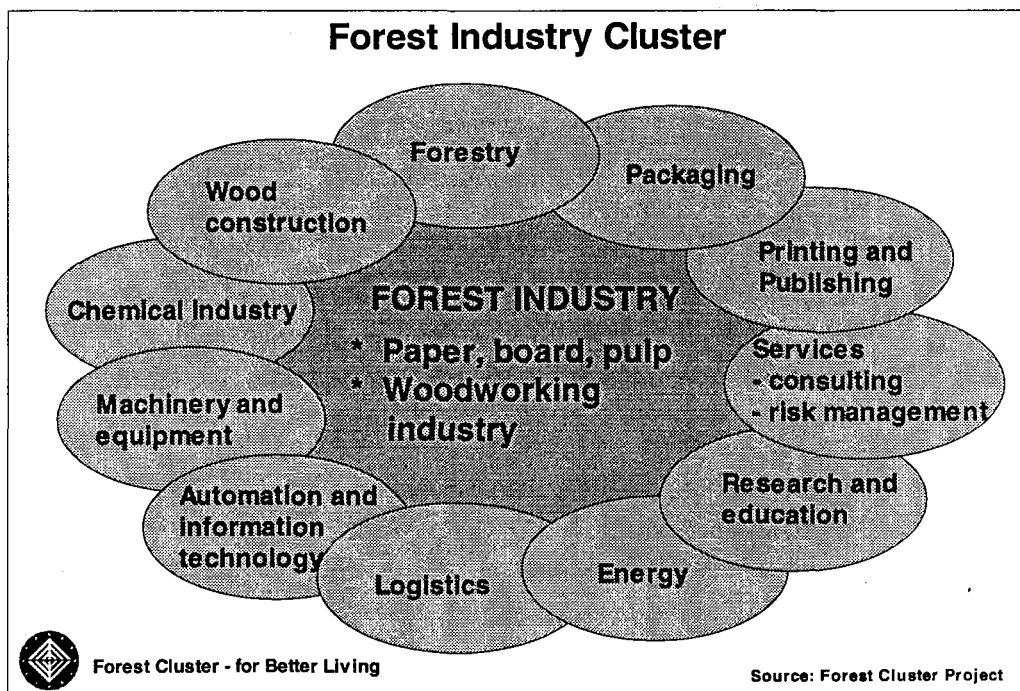 Forest Industry Cluster
Forestry
Packaging
Wood
construction
Printing and
Publishing
Chemical industry
FOREST INDUSTRY
* Paper, board, pulp
* Woodworking
industry
Services
- consulting
- risk management
Machinery and
equipment
Research and
education
Automation and
information
technology
Logistics
Energy
Forest Cluster - for Better Living
Source: Forest Cluster Project